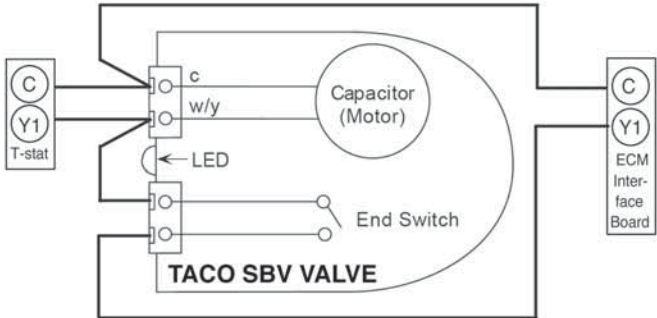 C
Y1
T-stat
c
w/y
LED
Capacitor
(Motor)
End Switch
TACO SBV VALVE
C
Y1
ECM
Inter-
face
Board